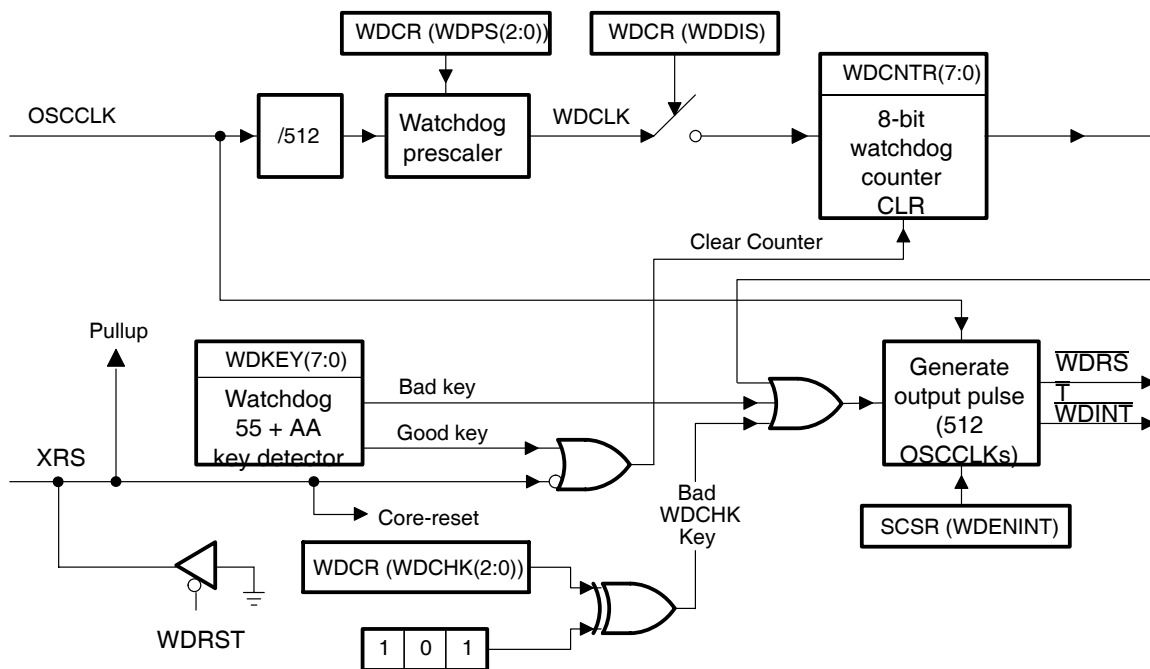 WDCR (WDPS(2:0))
WDCR (WDDIS)
WDCNTR(7:0)
OSCCLK
/512
Watchdog
prescaler
WDCLK
8-bit
watchdog
counter
CLR
Clear Counter
Pullup
WDKEY(7:0)
Watchdog
55 + AA
key detector
Bad key
Good key
Generate
output pulse
(512
OSCCLKs)
WDRS
T
WDINT
XRS
Core-reset
Bad
WDCHK
Key
SCSR (WDENINT)
WDCR (WDCHK(2:0))
WDRST
1 0 1